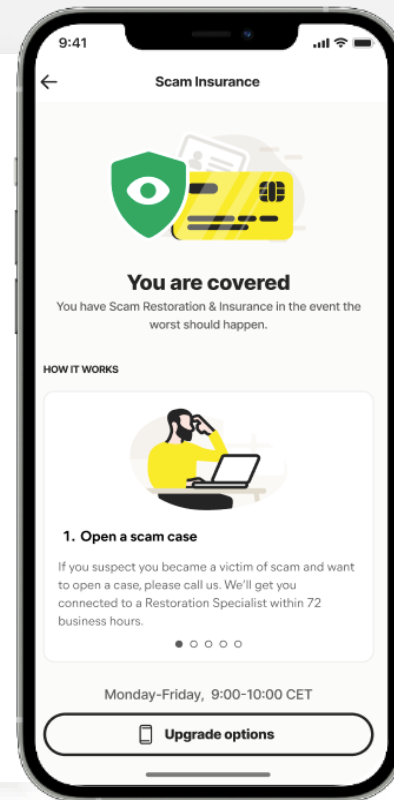 9:41
Scam Insurance
You are covered
You have Scam Restoration & Insurance in the event the
worst should happen.
HOW IT WORKS
1. Open a scam case
If you suspect you became a victim of scam and want
to open a case, please call us. We'll get you
connected to a Restoration Specialist within 72
business hours.
Monday-Friday, 9:00-10:00 CET
Upgrade options